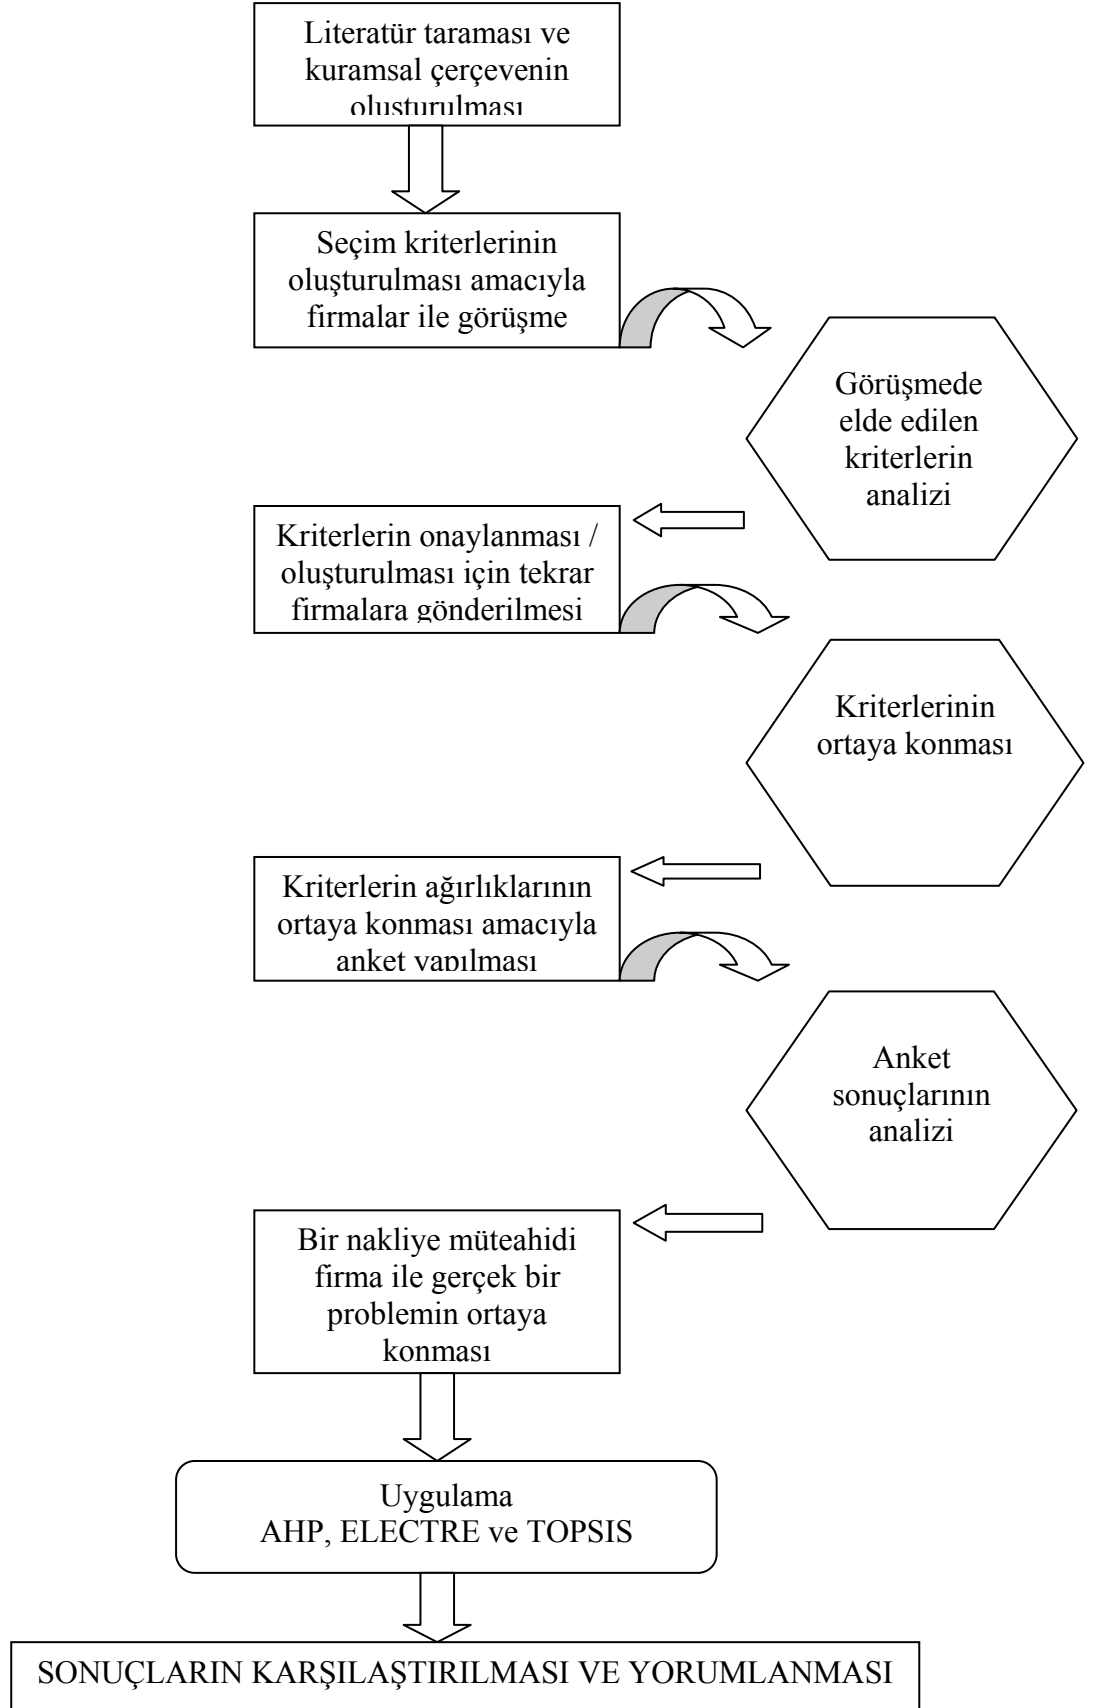 Literatür taraması ve
kuramsal çerçevenin
oluşturulması
Seçim kriterlerinin
oluşturulması amacıyla
firmalar ile görüşme
Görüşmede
elde edilen
kriterlerin
analizi
Kriterlerin onaylanması /
oluşturulması için tekrar
firmalara gönderilmesi
Kriterlerinin
ortaya konması
Kriterlerin ağırlıklarının
ortaya konması amacıyla
anket yapılması
Anket
sonuçlarının
analizi
Bir nakliye müteahidi
firma ile gerçek bir
problemin ortaya
konması
Uygulama
AHP, ELECTRE ve TOPSIS
SONUÇLARIN KARŞILAŞTIRILMASI VE YORUMLANMASI